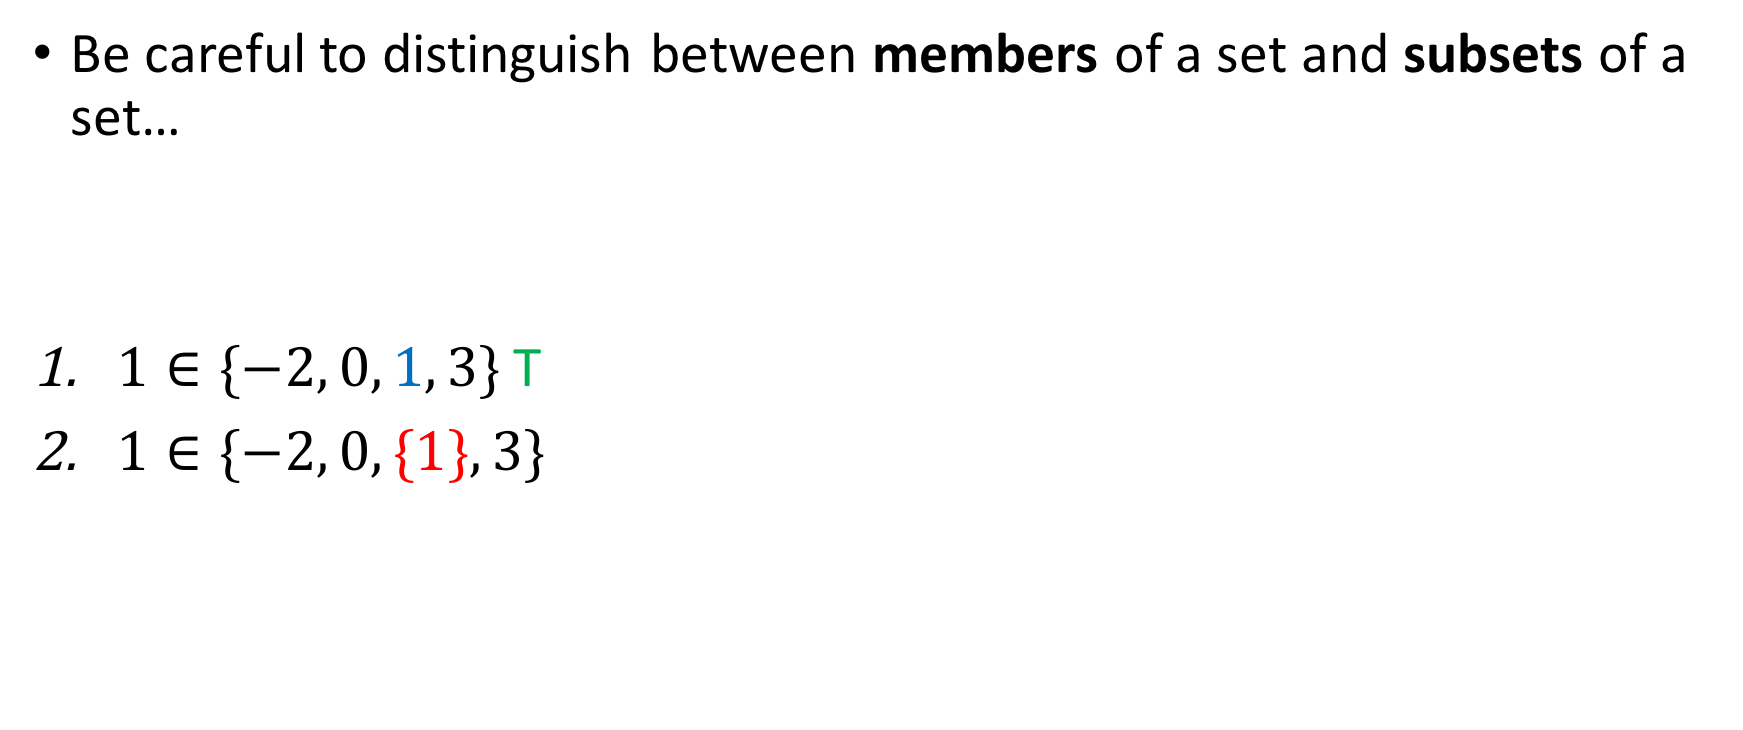 • Be careful to distinguish between members of a set and subsets of a
set…
1. 1 ∈ {−2, 0, 1, 3} T
2. 1 ∈ {−2, 0, {1}, 3}